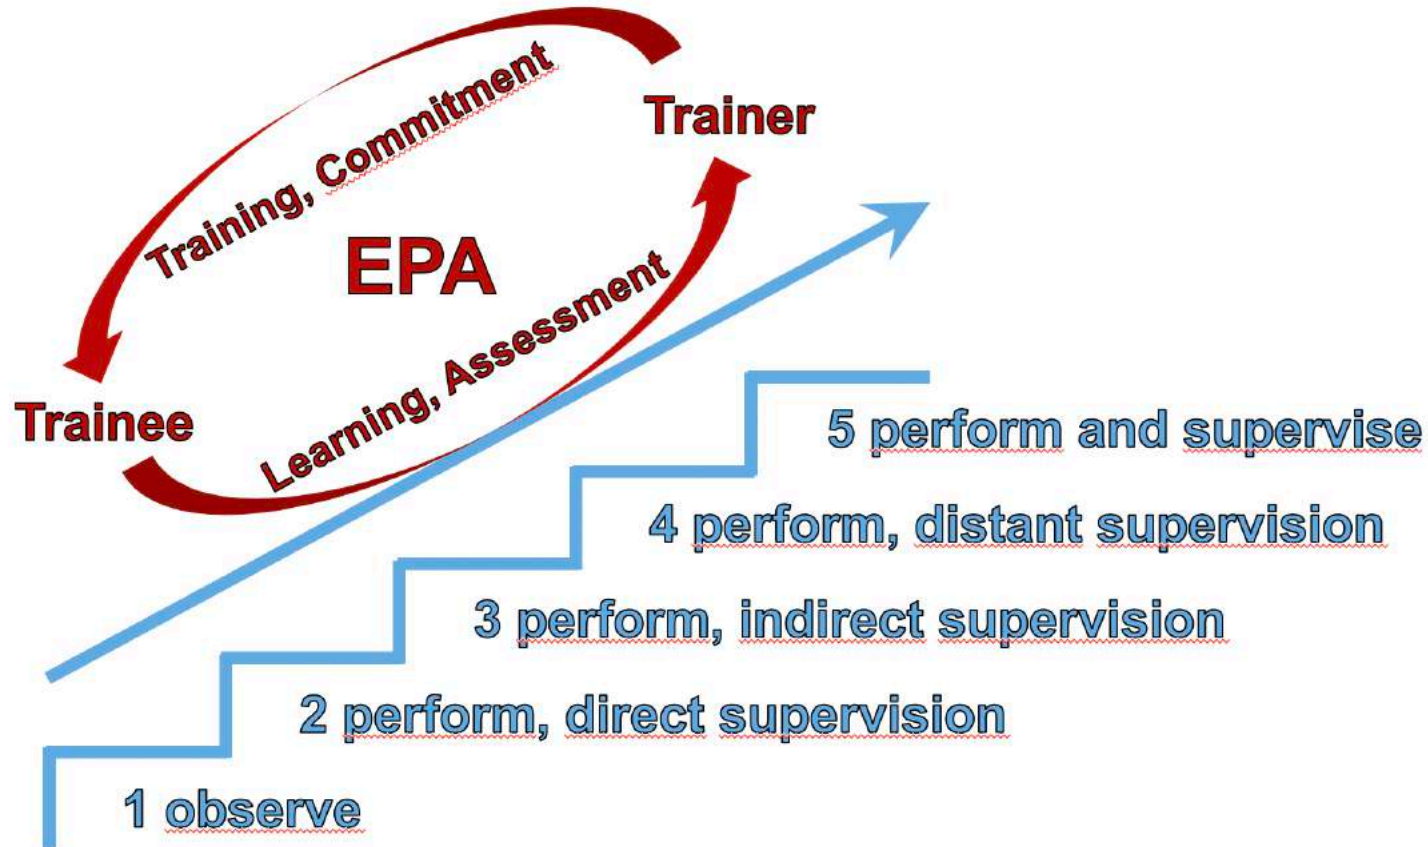 Training, Commitment
Trainer
EPA
Learning, Assessment
Trainee
5 perform and supervise
4 perform, distant supervision
3 perform, indirect supervision
2 perform, direct supervision
1 observe